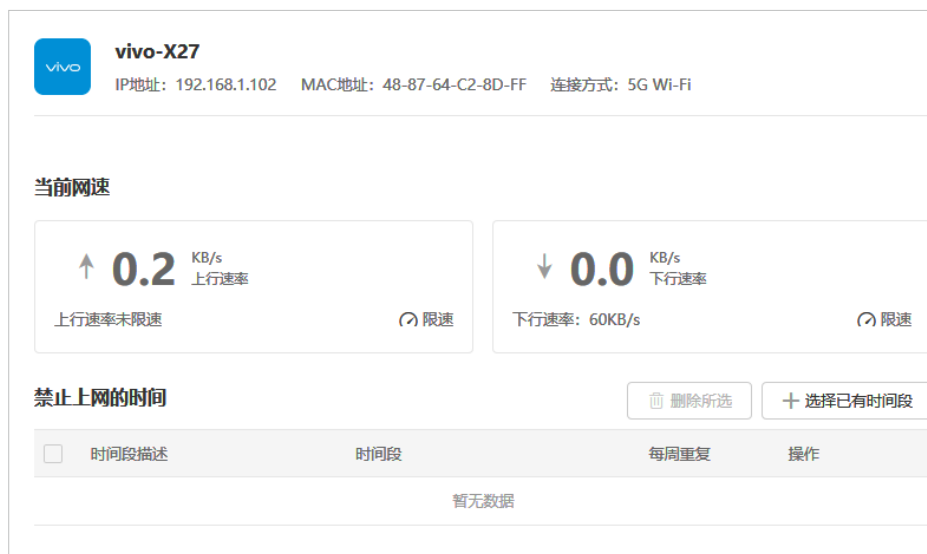 vivo
vivo-X27
IP地址：192.168.1.102 MAC地址：48-87-64-C2-8D-FF 连接方式：5G Wi-Fi
当前网速
0.2 KB/s 上行速率
上行速率未限速 限速
0.0 KB/s 下行速率
下行速率：60KB/s 限速
禁止上网的时间 删除所选 选择已有时间段
时间段描述 时间段 每周重复 操作
暂无数据